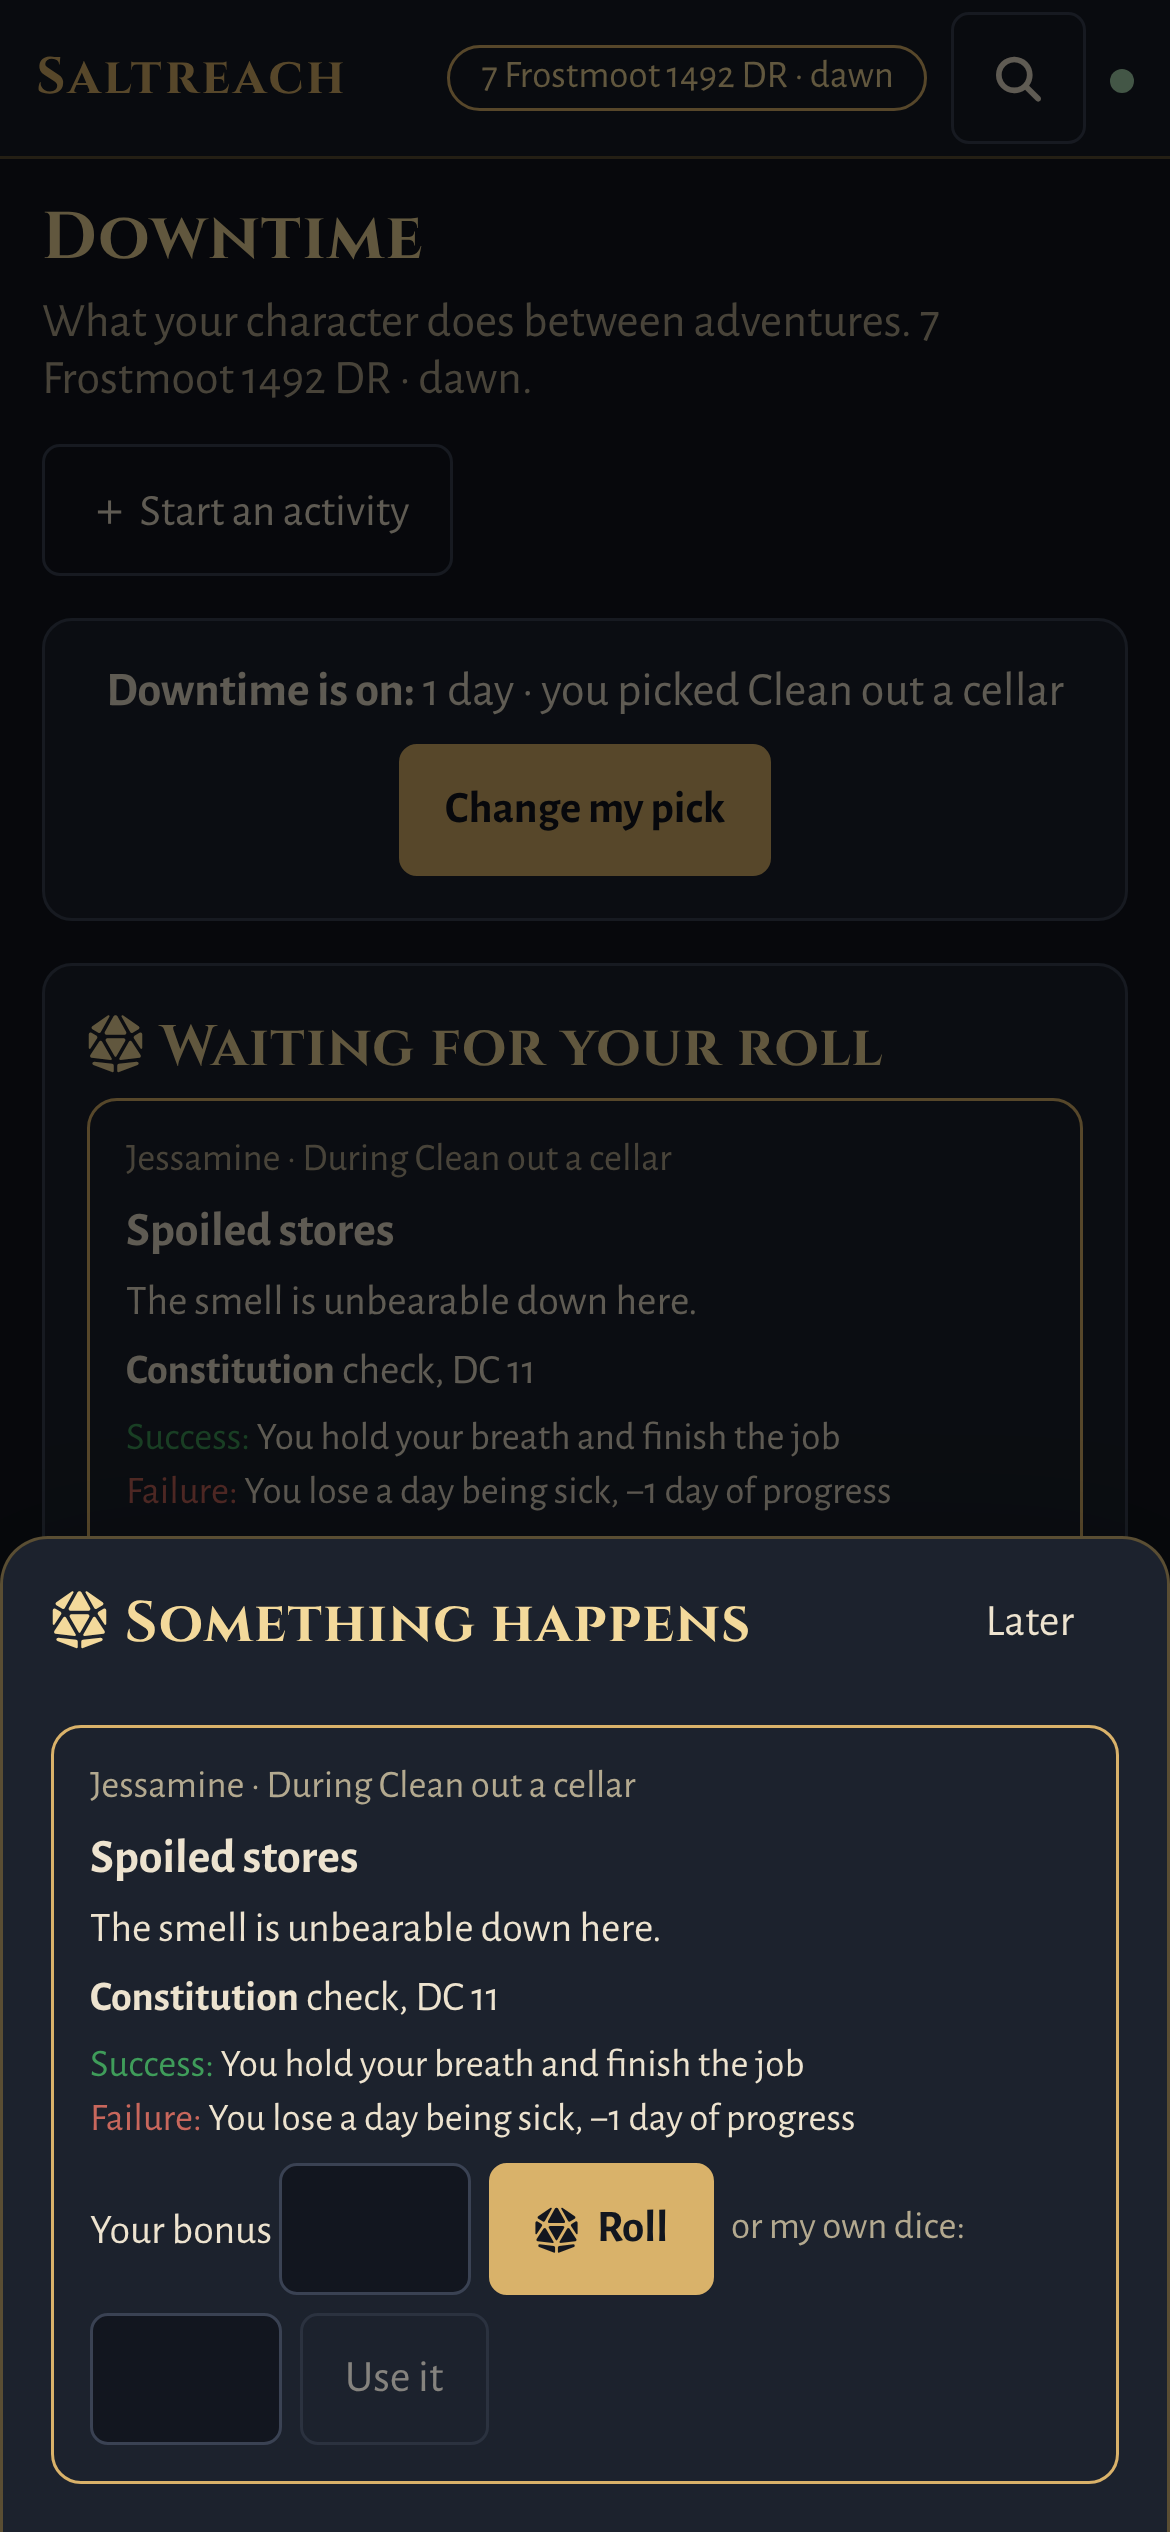 Saltreach
7 Frostmoot 1492 DR · dawn
Downtime
What your character does between adventures. 7
Frostmoot 1492 DR · dawn.
+ Start an activity
Downtime is on: 1 day · you picked Clean out a cellar
Change my pick
Waiting for your roll
Jessamine · During Clean out a cellar
Spoiled stores
The smell is unbearable down here.
Constitution check, DC 11
Success: You hold your breath and finish the job
Failure: You lose a day being sick, −1 day of progress
Something happens
Later
Jessamine · During Clean out a cellar
Spoiled stores
The smell is unbearable down here.
Constitution check, DC 11
Success: You hold your breath and finish the job
Failure: You lose a day being sick, −1 day of progress
Your bonus
Roll
or my own dice:
Use it